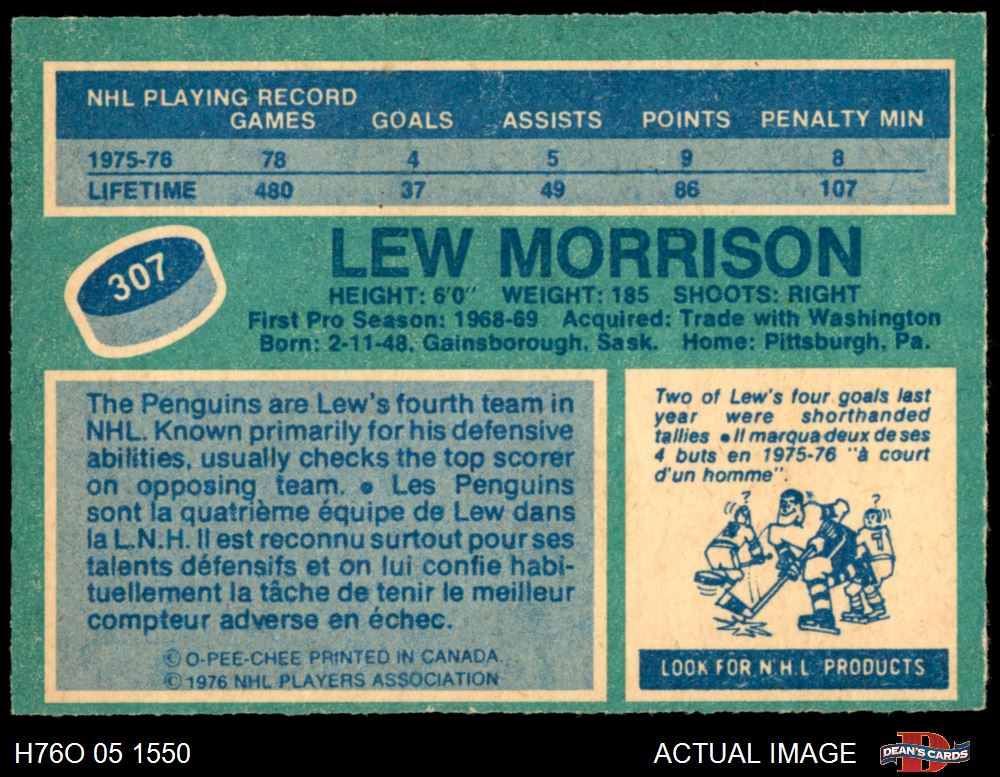 NHL PLAYING RECORD
GAMES GOALS ASSISTS POINTS PENALTY MIN
1975-76 78 4 5 9 8
LIFETIME 480 37 49 86 107
307
LEW MORRISON
HEIGHT: 6'0" WEIGHT: 185 SHOOTS: RIGHT
First Pro Season: 1968-69 Acquired: Trade with Washington
Born: 2-11-48, Gainsborough, Sask. Home: Pittsburgh, Pa.
The Penguins are Lew's fourth team in
NHL. Known primarily for his defensive
abilities, usually checks the top scorer
on opposing team. • Les Penguins
sont la quatrième équipe de Lew dans
la L.N.H. Il est reconnu surtout pour ses
talents défensifs et on lui confie habi-
tuellement la tâche de tenir le meilleur
compteur adverse en échec.
© O-PEE-CHEE PRINTED IN CANADA.
© 1976 NHL PLAYERS ASSOCIATION
Two of Lew's four goals last
year were shorthanded
tallies • Il marqua deux de ses
4 buts en 1975-76 "à court
d'un homme".
? ?
LOOK FOR N.H.L. PRODUCTS
H76O 05 1550
ACTUAL IMAGE
DEAN'S CARDS